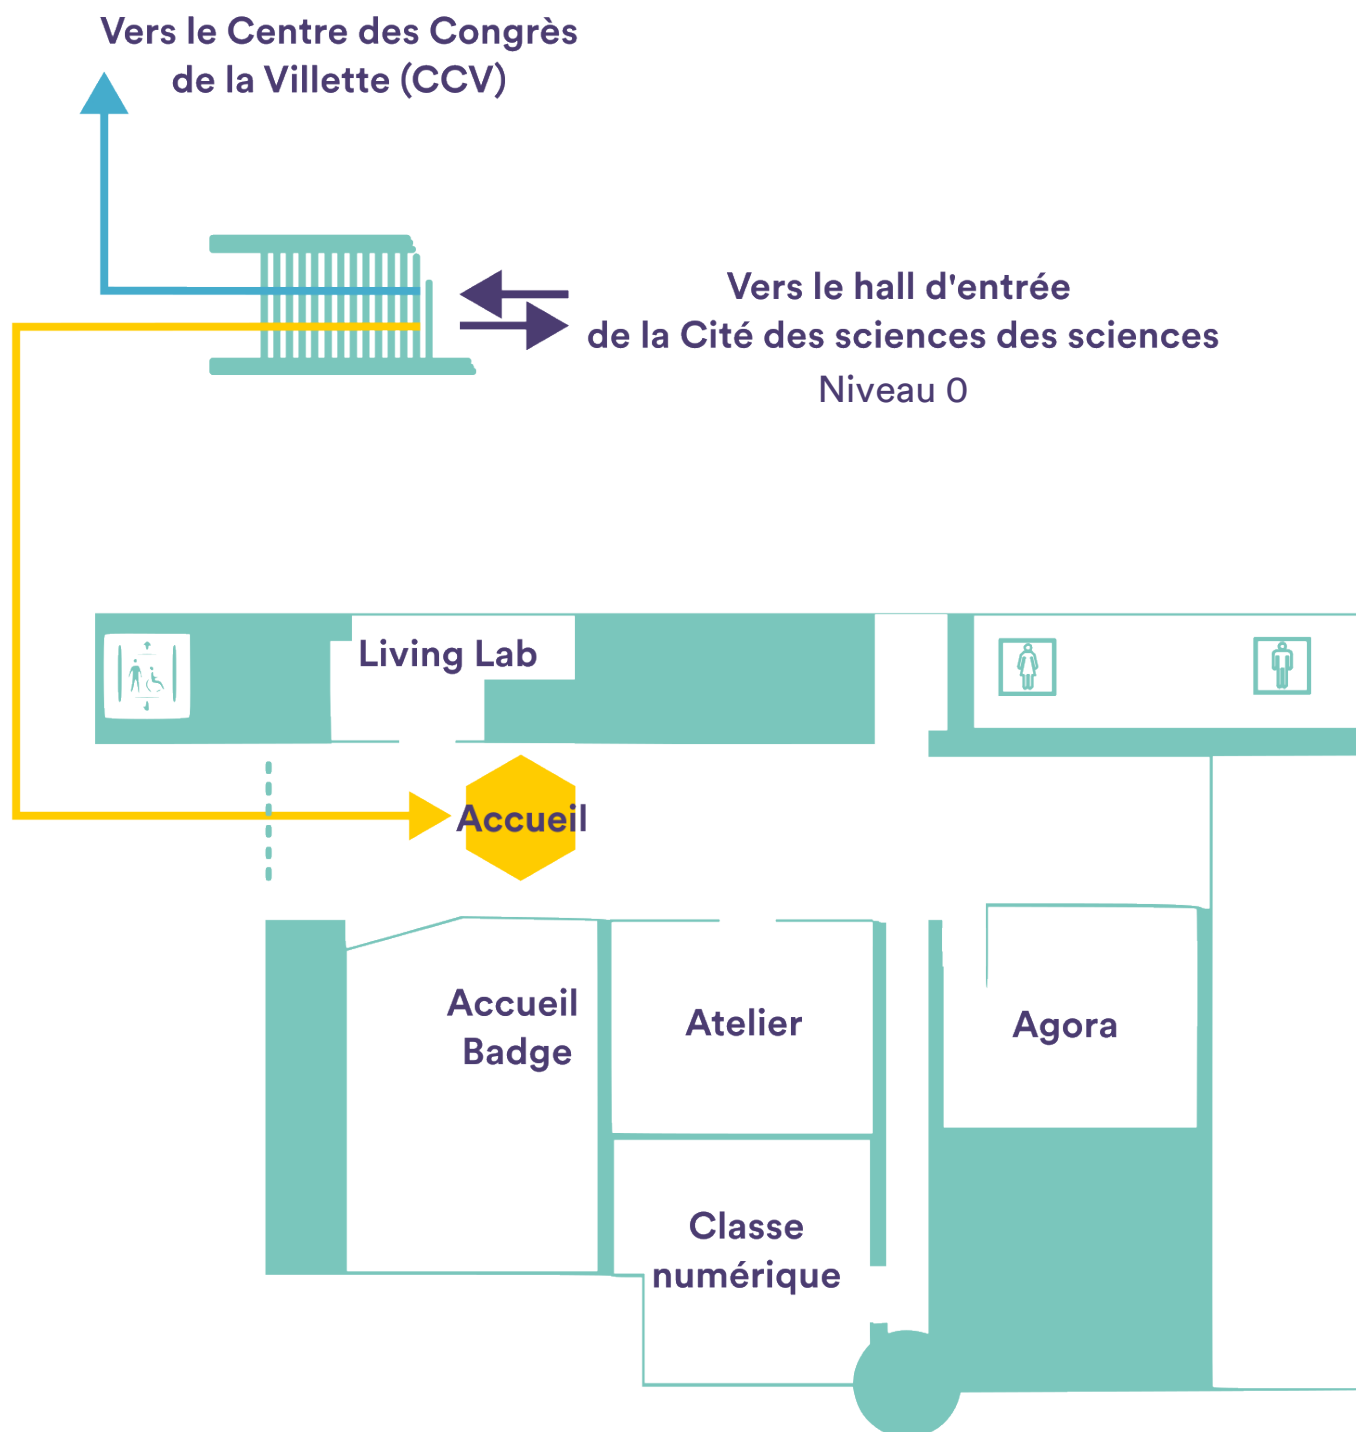 Vers le Centre des Congrès
de la Villette (CCV)
Vers le hall d'entrée
de la Cité des sciences des sciences
Niveau 0
Living Lab
Accueil
Accueil
Badge
Atelier
Agora
Classe
numérique